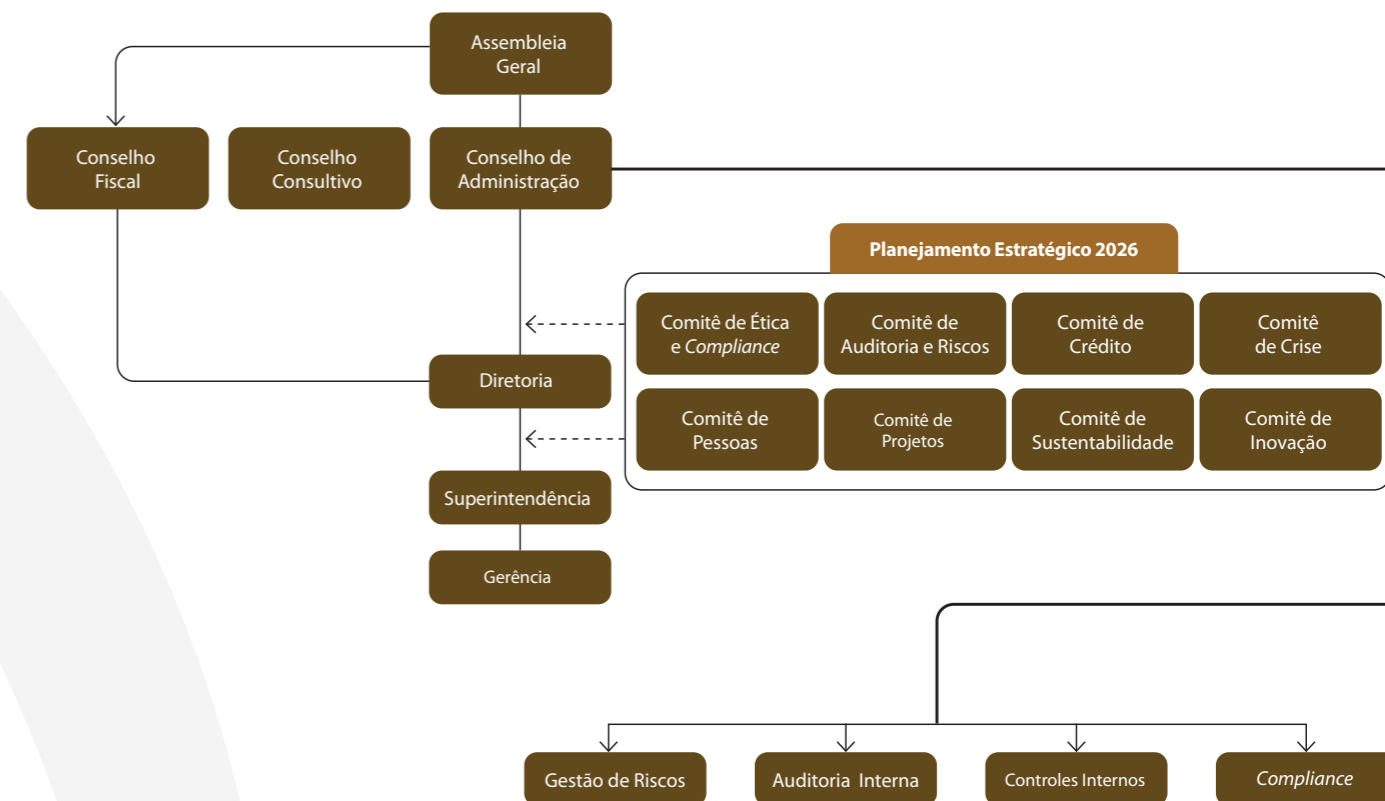 Assembleia
Geral
Conselho
Fiscal
Conselho
Consultivo
Conselho de
Administração
Planejamento Estratégico 2026
Comitê de Ética
e Compliance
Comitê de
Auditoria e Riscos
Comitê de
Crédito
Comitê
de Crise
Diretoria
Comitê de
Pessoas
Comitê de
Projetos
Comitê de
Sustentabilidade
Comitê de
Inovação
Superintendência
Gerência
Gestão de Riscos
Auditoria Interna
Controles Internos
Compliance